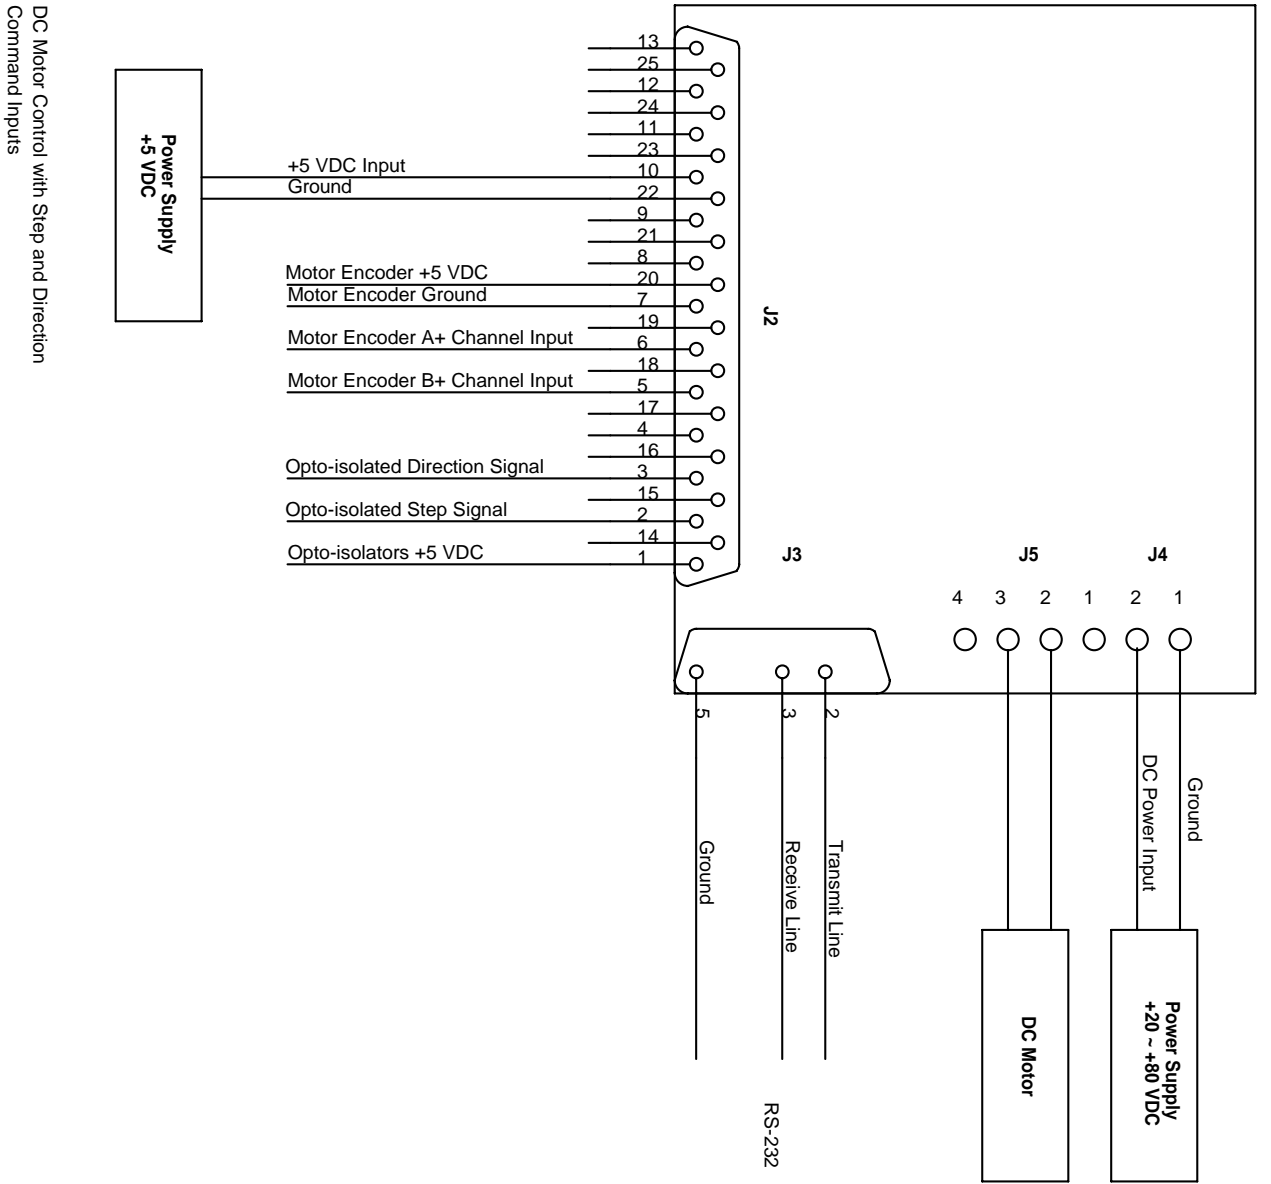 DC Motor Control with Step and Direction
Command Inputs
Power Supply
+5 VDC
+5 VDC Input
Ground
Motor Encoder +5 VDC
Motor Encoder Ground
Motor Encoder A+ Channel Input
Motor Encoder B+ Channel Input
Opto-isolated Direction Signal
Opto-isolated Step Signal
Opto-isolators +5 VDC
13
25
12
24
11
23
10
22
9
21
8
20
7
19
6
18
5
17
4
16
3
15
2
14
1
J2
J3
J5
J4
4
3
2
1
2
1
5
3
2
Ground
Receive Line
Transmit Line
RS-232
DC Power Input
Ground
DC Motor
Power Supply
+20 ~ +80 VDC